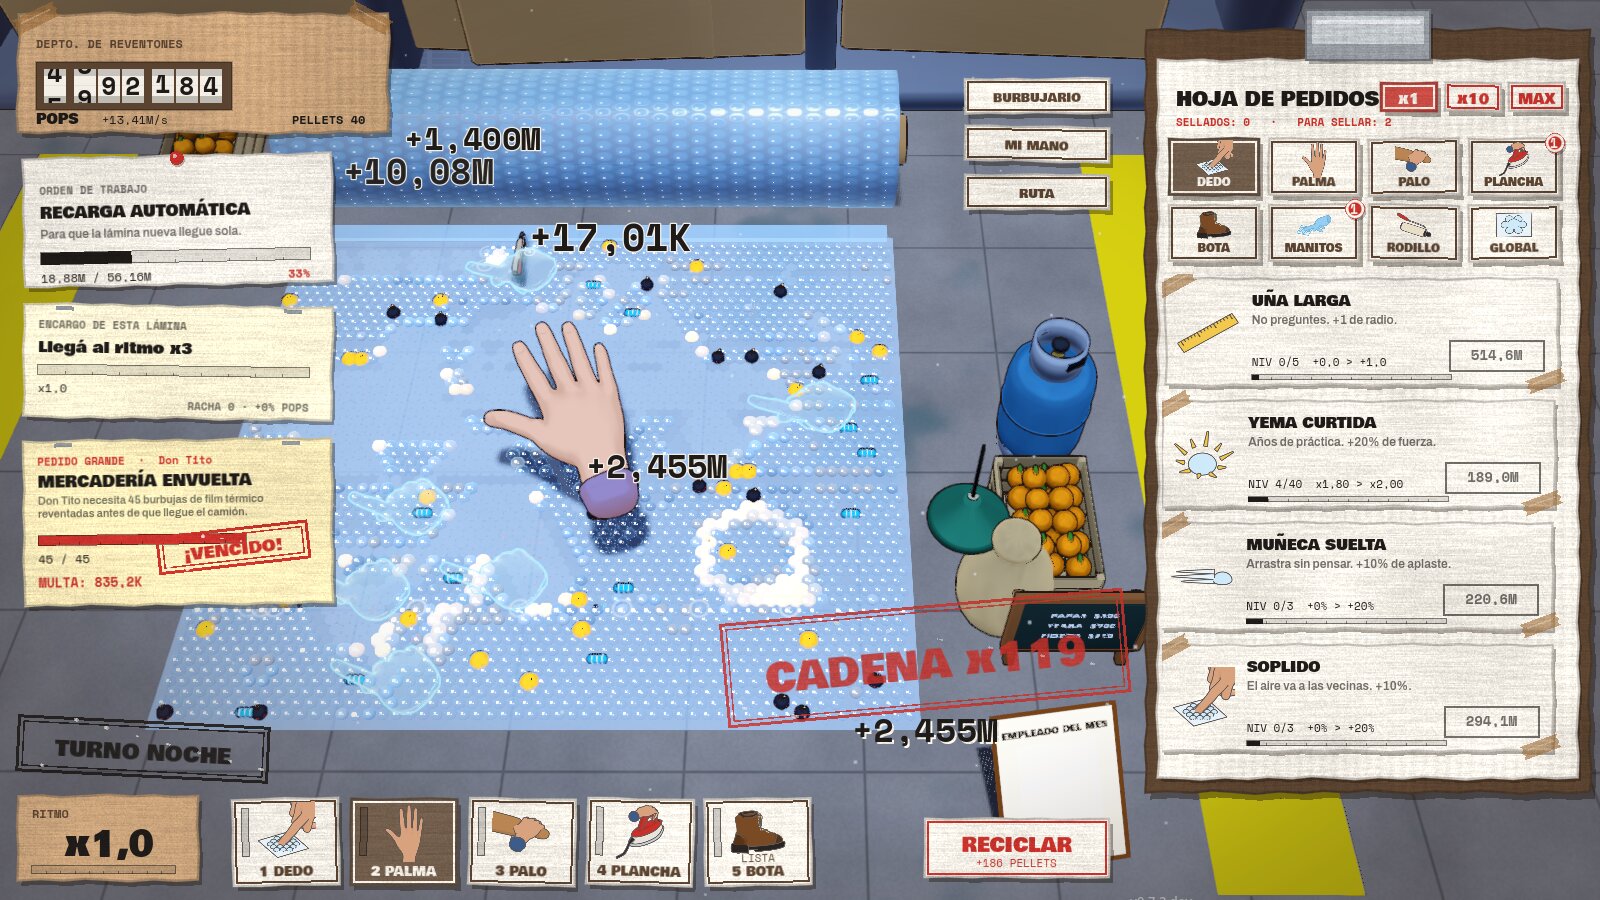 DEPTO. DE REVENTONES
92 184
POPS +13,41M/s PELLETS 40
ORDEN DE TRABAJO
RECARGA AUTOMÁTICA
Para que la lámina nueva llegue sola.
18,88M / 56,16M 33%
ENCARGO DE ESTA LÁMINA
Llegá al ritmo x3
x1,0
RACHA 0 · +0% POPS
PEDIDO GRANDE · Don Tito
MERCADERÍA ENVUELTA
Don Tito necesita 45 burbujas de film térmico
reventadas antes de que llegue el camión.
45 / 45
¡VENCIDO!
MULTA: 835,2K
TURNO NOCHE
RITMO
x1,0
+1,400M
+10,08M
+17,01K
+2,455M
CADENA x119
+2,455M
EMPLEADO DEL MES
1 DEDO
2 PALMA
3 PALO
4 PLANCHA
LISTA
5 BOTA
RECICLAR
+186 PELLETS
BURBUJARIO
MI MANO
RUTA
HOJA DE PEDIDOS x1 x10 MAX
SELLADOS: 0 · PARA SELLAR: 2
DEDO
PALMA
PALO
PLANCHA
1
BOTA
MANITOS
1
RODILLO
GLOBAL
UÑA LARGA
No preguntes. +1 de radio.
NIV 0/5 +0,0 > +1,0
514,6M
YEMA CURTIDA
Años de práctica. +20% de fuerza.
NIV 4/40 x1,80 > x2,00
189,0M
MUÑECA SUELTA
Arrastra sin pensar. +10% de aplaste.
NIV 0/3 +0% > +20%
220,6M
SOPLIDO
El aire va a las vecinas. +10%.
NIV 0/3 +0% > +20%
294,1M